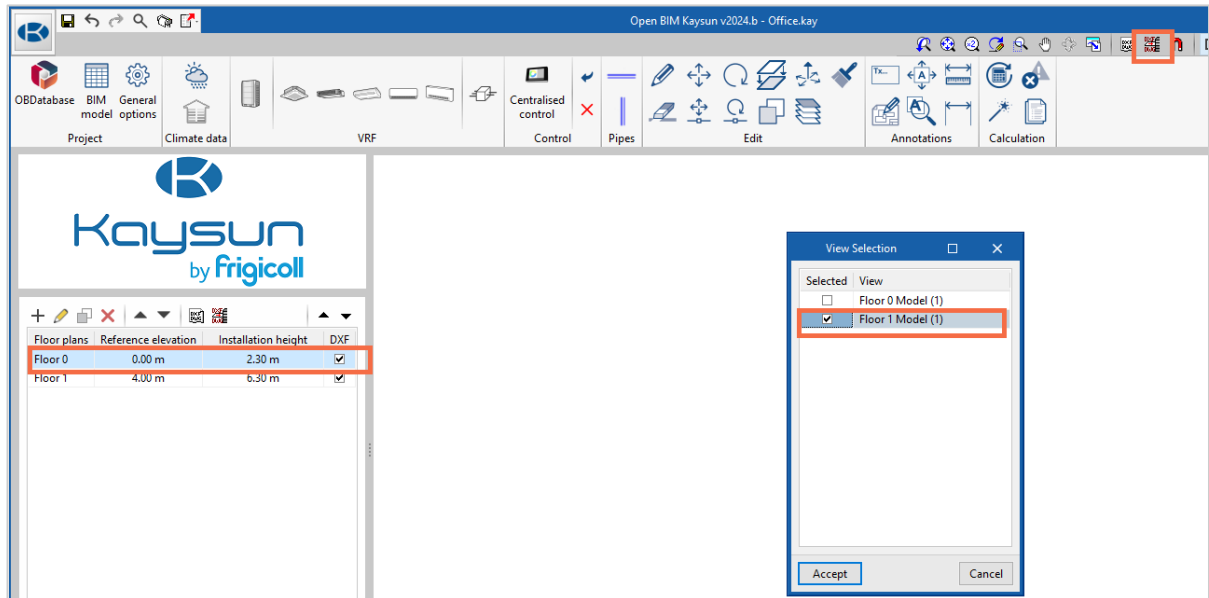 Open BIM Kaysun v2024.b - Office.kay
OBDatabase BIM model General options
Centralised control
Project Climate data VRF Control Pipes Edit Annotations Calculation
Kaysun
by Frigicoll
Floor plans Reference elevation Installation height DXF
Floor 0 0.00 m 2.30 m
Floor 1 4.00 m 6.30 m
View Selection
Selected View
Floor 0 Model (1)
Floor 1 Model (1)
Accept Cancel